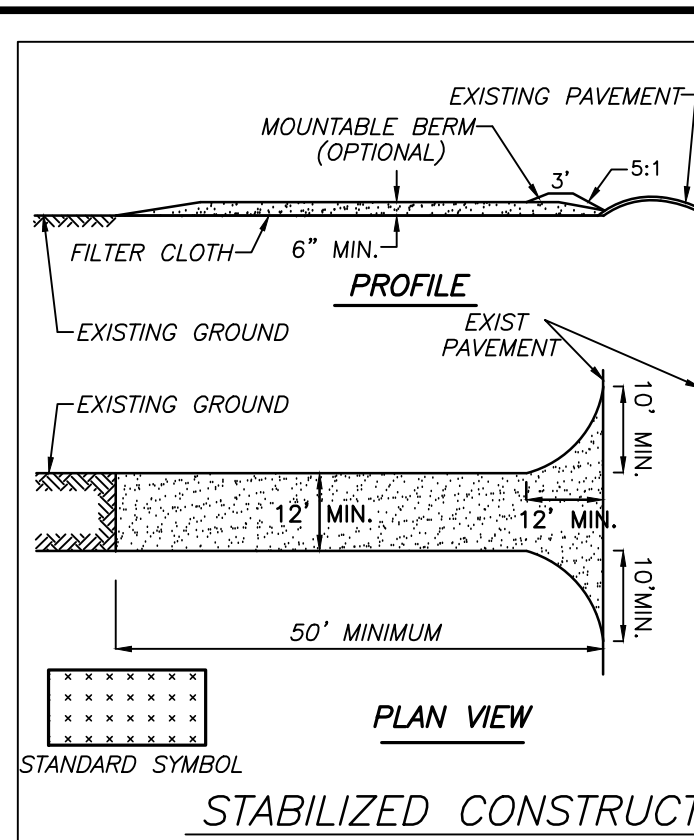 EXISTING PAVEMENT
MOUNTABLE BERM
(OPTIONAL)
3'
5:1
FILTER CLOTH
6" MIN.
PROFILE
EXISTING GROUND
EXIST
PAVEMENT
EXISTING GROUND
10' MIN.
12' MIN.
12' MIN.
10'MIN.
50' MINIMUM
PLAN VIEW
STANDARD SYMBOL
STABILIZED CONSTRUCT